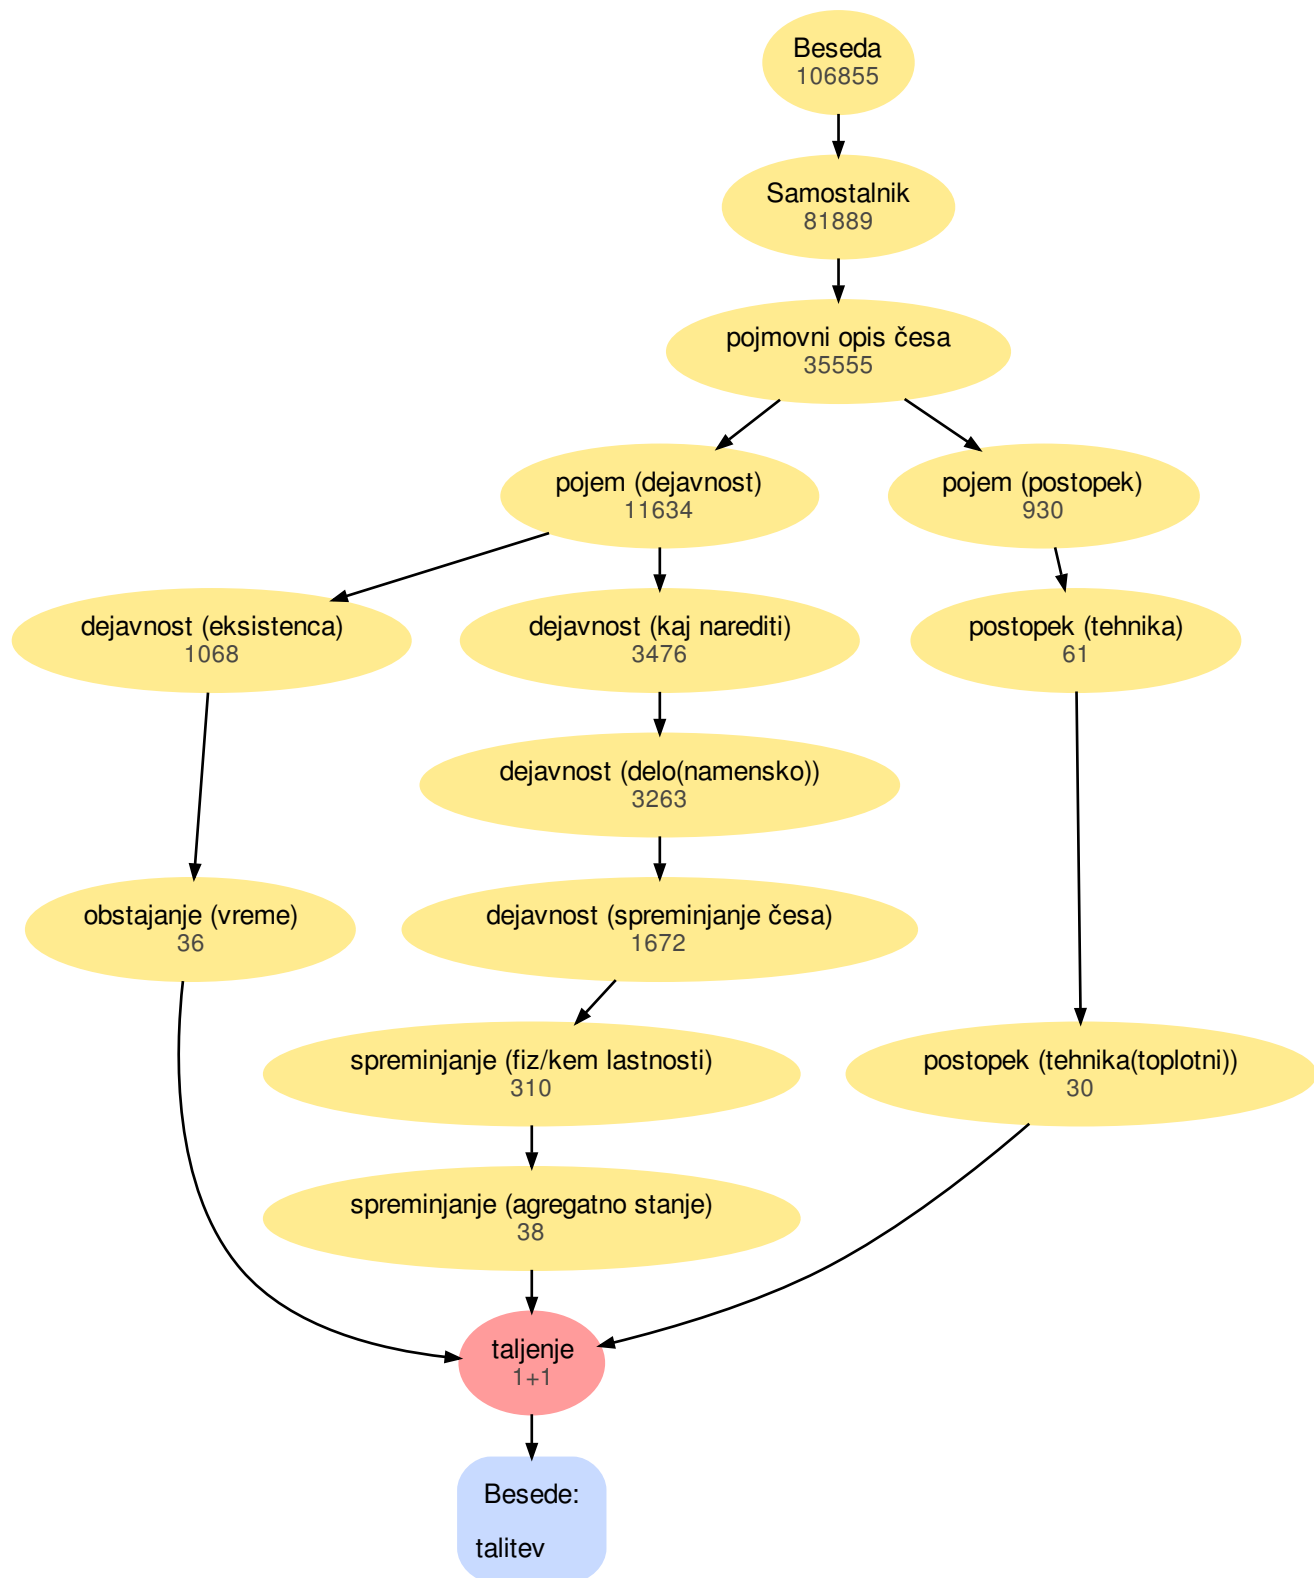 Beseda
106855
Samostalnik
81889
pojmovni opis česa
35555
pojem (dejavnost)
11634
pojem (postopek)
930
dejavnost (eksistenca)
1068
dejavnost (kaj narediti)
3476
postopek (tehnika)
61
dejavnost (delo(namensko))
3263
obstajanje (vreme)
36
dejavnost (spreminjanje česa)
1672
spreminjanje (fiz/kem lastnosti)
310
postopek (tehnika(toplotni))
30
spreminjanje (agregatno stanje)
38
taljenje
1+1
Besede:
talitev